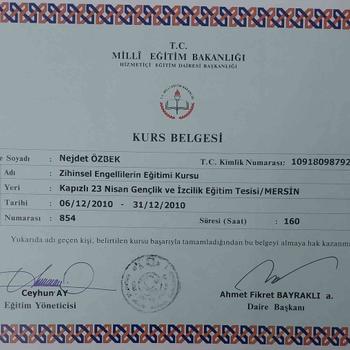 T.C.
MİLLÎ EĞİTİM BAKANLIĞI
HİZMETİÇİ EĞİTİM DAİRESİ BAŞKANLIĞI
KURS BELGESİ
e Soyadı : Nejdet ÖZBEK T.C. Kimlik Numarası: 1091809879
Adı : Zihinsel Engellilerin Eğitimi Kursu
Yeri : Kapızlı 23 Nisan Gençlik ve İzcilik Eğitim Tesisi/MERSİN
Tarihi : 06/12/2010 - 31/12/2010
Numarası : 854 Süresi (Saat) : 160
Yukarıda adı geçen kişi, belirtilen kursu başarıyla tamamladığından bu belgeyi almaya hak kazanmı
Ceyhun AY
Eğitim Yöneticisi
Ahmet Fikret BAYRAKLI a.
Daire Başkanı